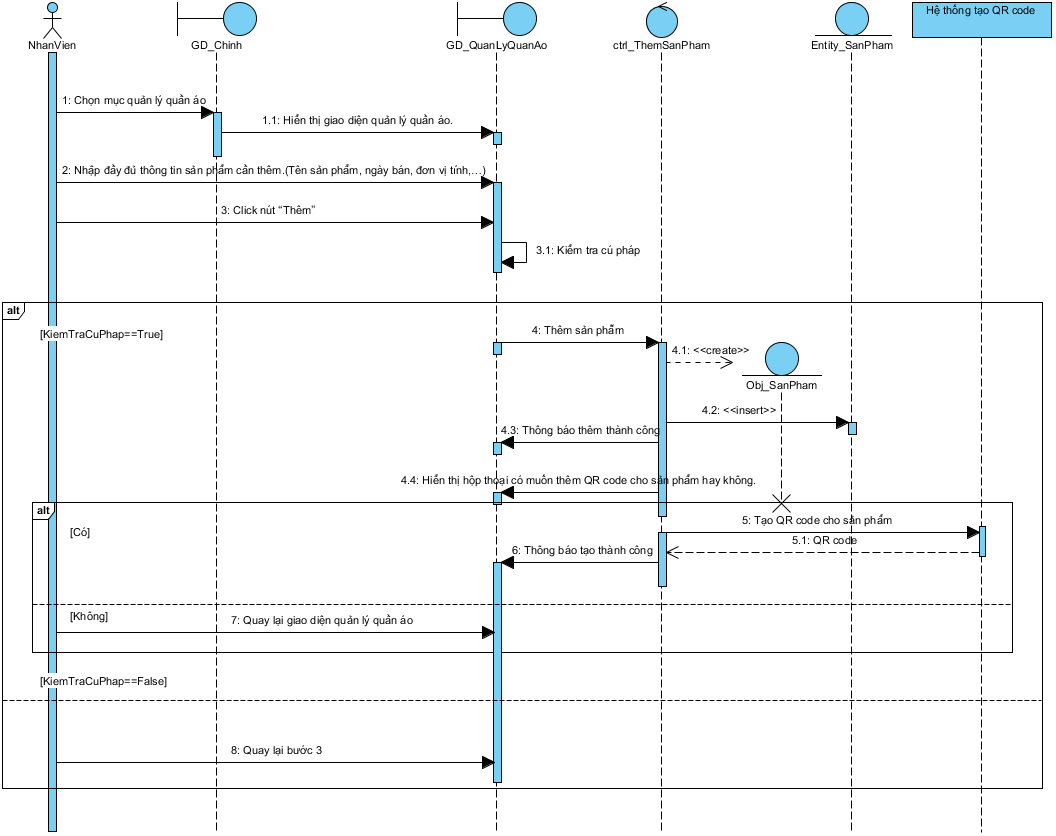 Hệ thống tạo QR code
NhanVien
GD_Chinh
GD_QuanLyQuanAo
ctrl_ThemSanPham
Entity_SanPham
1: Chọn mục quản lý quần áo
1.1: Hiển thị giao diện quản lý quần áo.
2: Nhập đầy đủ thông tin sản phẩm cần thêm.(Tên sản phẩm, ngày bán, đơn vị tính,...)
3: Click nút "Thêm"
3.1: Kiểm tra cú pháp
alt
[KiemTraCuPhap==True]
4: Thêm sản phẩm
4.1: <<create>>
Obj_SanPham
4.2: <<insert>>
4.3: Thông báo thêm thành công
4.4: Hiển thị hộp thoại có muốn thêm QR code cho sản phẩm hay không.
alt
[Có]
5: Tạo QR code cho sản phẩm
5.1: QR code
6: Thông báo tạo thành công
[Không]
7: Quay lại giao diện quản lý quần áo
[KiemTraCuPhap==False]
8: Quay lại bước 3